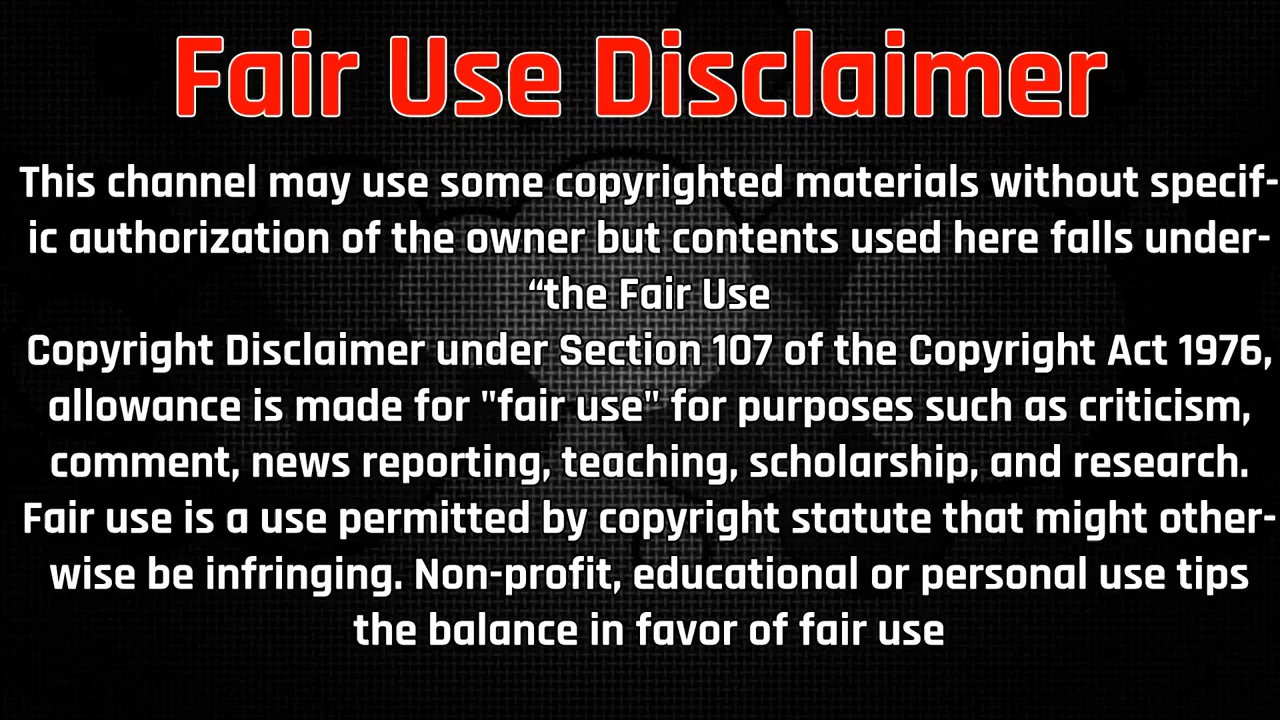 Fair Use Disclaimer
This channel may use some copyrighted materials without specif-
ic authorization of the owner but contents used here falls under-
“the Fair Use
Copyright Disclaimer under Section 107 of the Copyright Act 1976,
allowance is made for "fair use" for purposes such as criticism,
comment, news reporting, teaching, scholarship, and research.
Fair use is a use permitted by copyright statute that might other-
wise be infringing. Non-profit, educational or personal use tips
the balance in favor of fair use